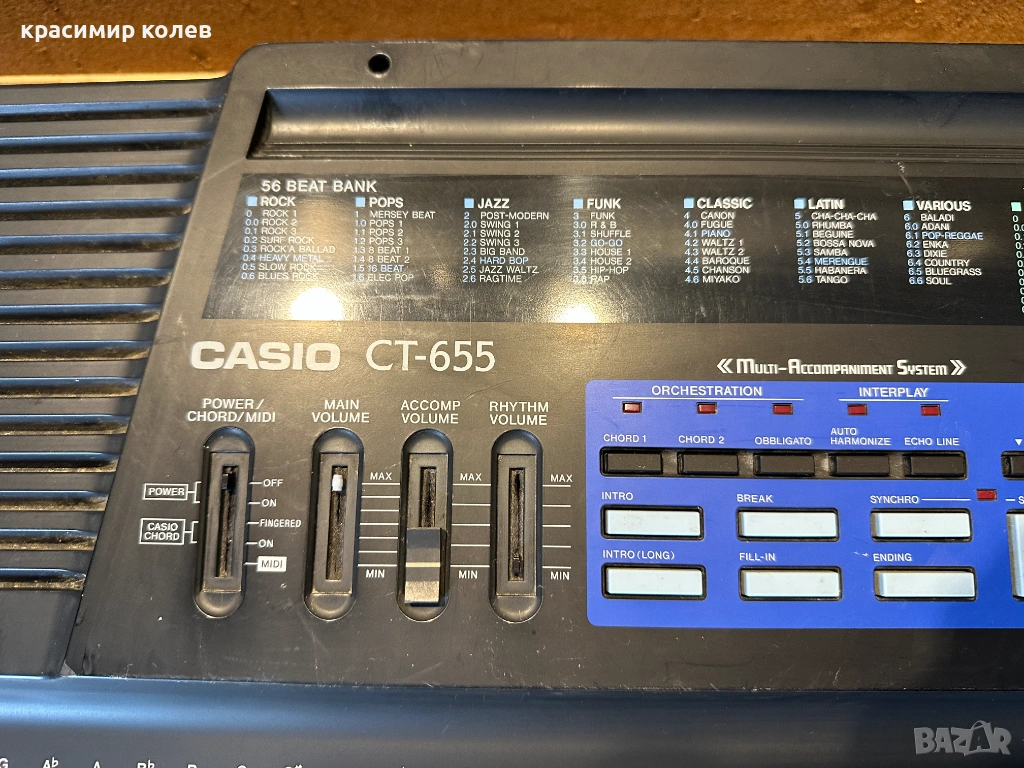 красимир колев
56 BEAT BANK
ROCK
0 ROCK 1
0.0 ROCK 2
0.1 ROCK 3
0.2 SURF ROCK
0.3 ROCK A BALLAD
0.4 HEAVY METAL
0.5 SLOW ROCK
0.6 BLUES ROCK
POPS
1 MERSEY BEAT
1.0 POPS 1
1.1 POPS 2
1.2 POPS 3
1.3 8 BEAT 1
1.4 8 BEAT 2
1.5 16 BEAT
1.6 ELEC POP
JAZZ
2 POST-MODERN
2.0 SWING 1
2.1 SWING 2
2.2 SWING 3
2.3 BIG BAND
2.4 HARD BOP
2.5 JAZZ WALTZ
2.6 RAGTIME
FUNK
3 FUNK
3.0 R & B
3.1 SHUFFLE
3.2 GO-GO
3.3 HOUSE 1
3.4 HOUSE 2
3.5 HIP-HOP
3.6 RAP
CLASSIC
4 CANON
4.0 FUGUE
4.1 PIANO
4.2 WALTZ 1
4.3 WALTZ 2
4.4 BAROQUE
4.5 CHANSON
4.6 MIYAKO
LATIN
5 CHA-CHA-CHA
5.0 RHUMBA
5.1 BEGUINE
5.2 BOSSA NOVA
5.3 SAMBA
5.4 MERENGUE
5.5 HABANERA
5.6 TANGO
VARIOUS
6 BALADI
6.0 ADANI
6.1 POP-REGGAE
6.2 ENKA
6.3 DIXIE
6.4 COUNTRY
6.5 BLUEGRASS
6.6 SOUL
CASIO CT-655
MULTI-ACCOMPANIMENT SYSTEM
POWER/
CHORD/MIDI
MAIN
VOLUME
ACCOMP
VOLUME
RHYTHM
VOLUME
ORCHESTRATION
INTERPLAY
CHORD 1
CHORD 2
OBBLIGATO
AUTO
HARMONIZE
ECHO LINE
POWER
OFF
ON
CASIO
CHORD
FINGERED
ON
MIDI
MAX
MIN
MAX
MIN
MAX
MIN
INTRO
BREAK
SYNCHRO
INTRO (LONG)
FILL-IN
ENDING
BAZAR
G A♭ A B♭ B C C#